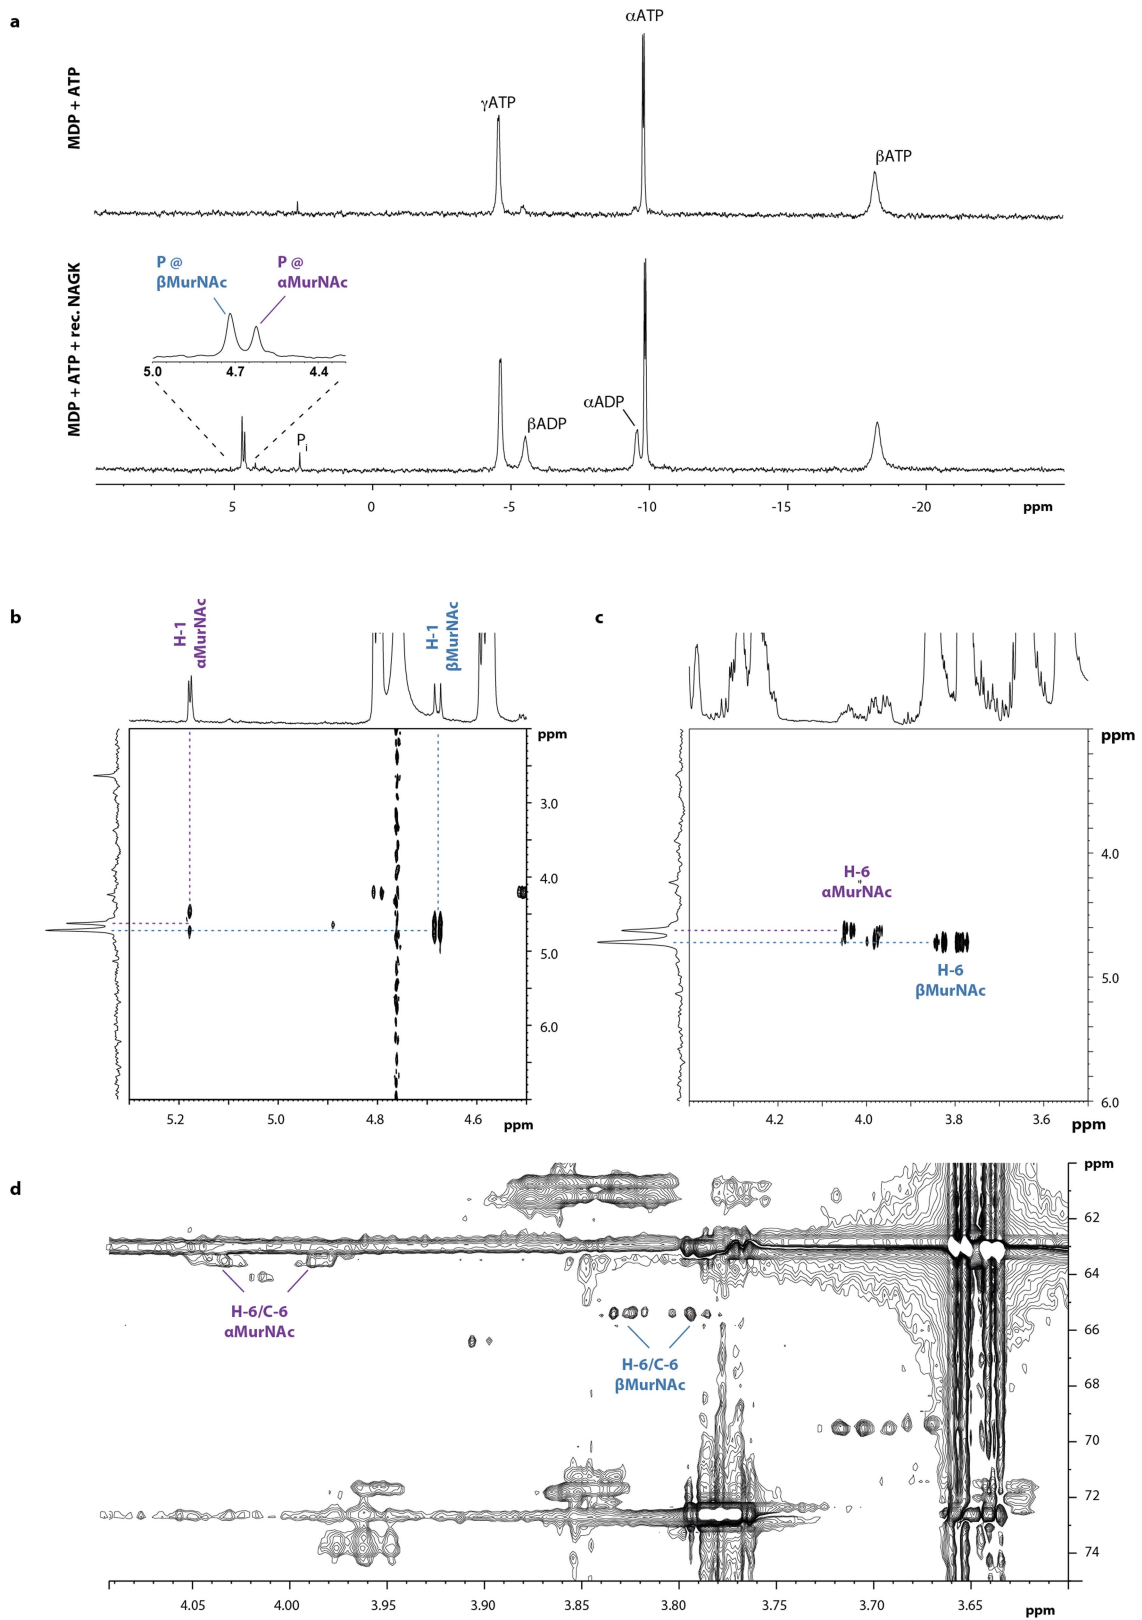 a
MDP + ATP
γATP
αATP
βATP
MDP + ATP + rec. NAGK
P @
βMurNAc
P @
αMurNAc
5.0
4.7
4.4
Pi
βADP
αADP
5
0
-5
-10
-15
-20
ppm
b
H-1
αMurNAc
H-1
βMurNAc
ppm
3.0
4.0
5.0
6.0
5.2
5.0
4.8
4.6
ppm
c
ppm
H-6
αMurNAc
H-6
βMurNAc
4.0
5.0
6.0
4.2
4.0
3.8
3.6
ppm
d
ppm
62
64
66
68
70
72
74
H-6/C-6
αMurNAc
H-6/C-6
βMurNAc
4.05
4.00
3.95
3.90
3.85
3.80
3.75
3.70
3.65
ppm